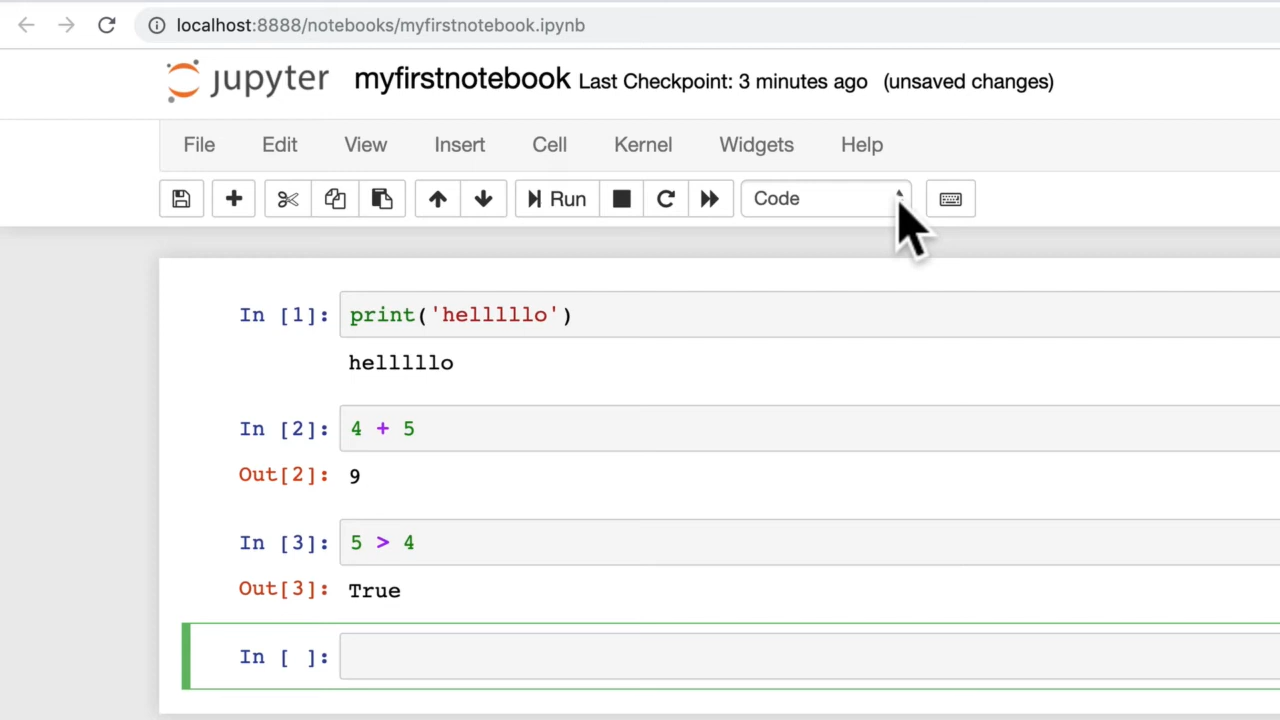 localhost:8888/notebooks/myfirstnotebook.ipynb
jupyter myfirstnotebook Last Checkpoint: 3 minutes ago (unsaved changes)
File Edit View Insert Cell Kernel Widgets Help
Run Code
In [1]: print('helllllo')
helllllo
In [2]: 4 + 5
Out[2]: 9
In [3]: 5 > 4
Out[3]: True
In [ ]: